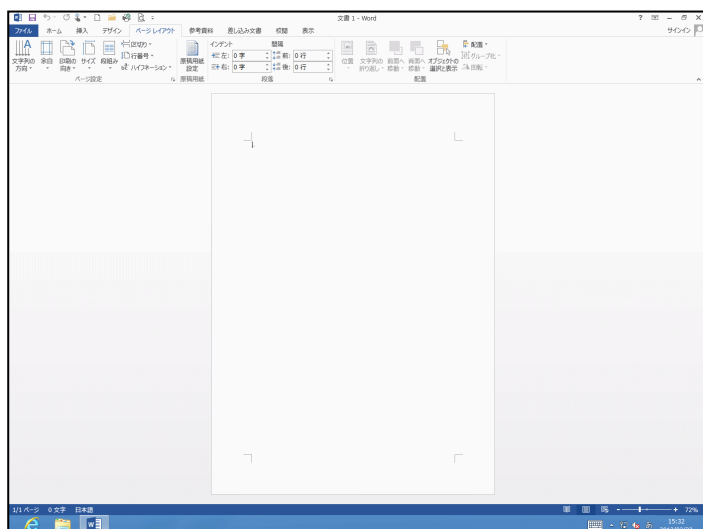 文書 1 - Word
サインイン
ファイル ホーム 挿入 デザイン ページ レイアウト 参考資料 差し込み文書 校閲 表示
文字列の方向 余白 印刷の向き サイズ 段組み 区切り 行番号 ハイフネーション
ページ設定
原稿用紙設定
原稿用紙
インデント 間隔
左: 0 字 前: 0 行
右: 0 字 後: 0 行
段落
位置 文字列の折り返し 前面へ移動 背面へ移動 オブジェクトの選択と表示 配置 グループ化 回転
配置
1/1 ページ 0 文字 日本語
72%
あ 15:32